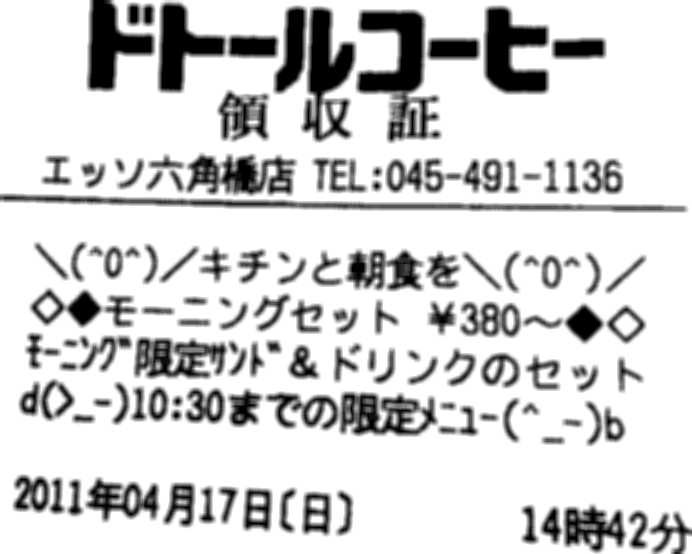 ドトールコーヒー
領収証
エッソ六角橋店 TEL:045-491-1136
＼(^0^)／キチンと朝食を＼(^0^)／
◇◆モーニングセット ￥380～◆◇
ﾓｰﾆﾝｸﾞ限定ｻﾝﾄﾞ＆ドリンクのセット
d(>_-)10:30までの限定ﾒﾆｭｰ(^_-)b
2011年04月17日〔日〕 14時42分